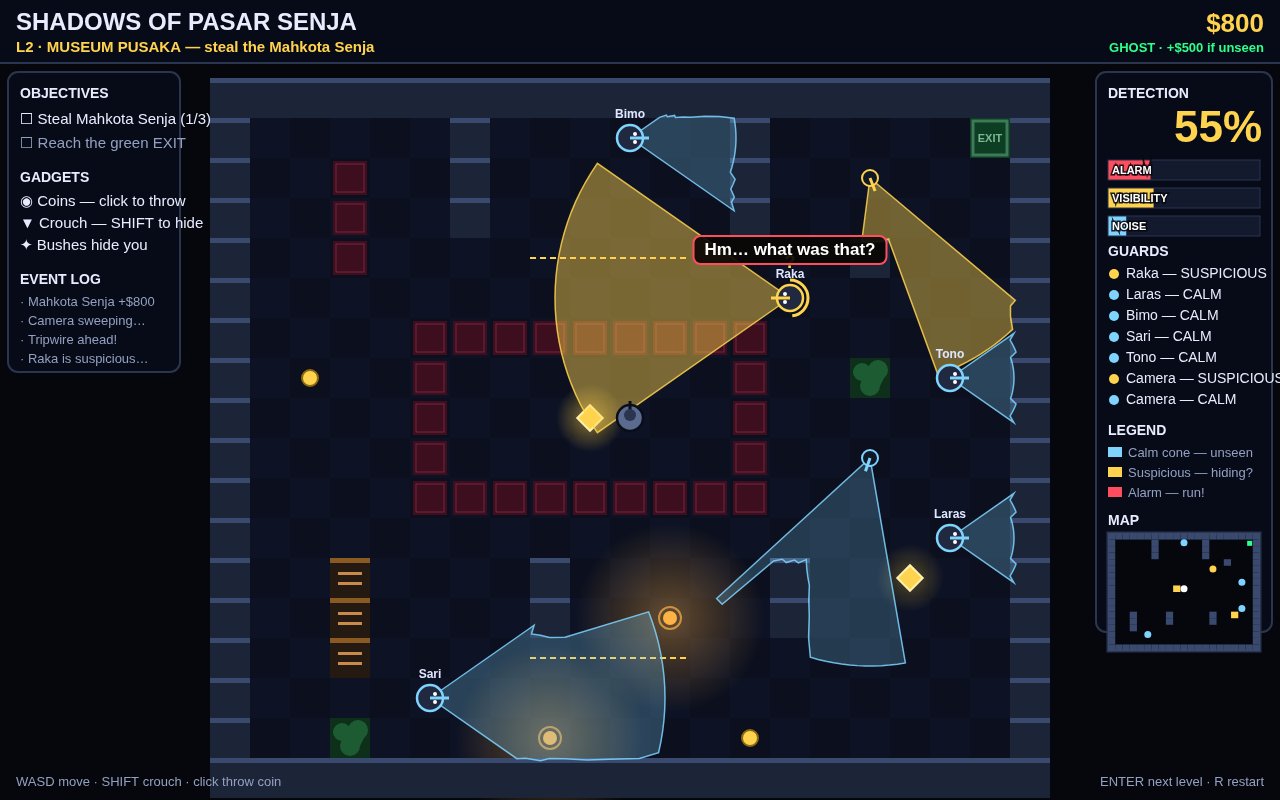 SHADOWS OF PASAR SENJA
L2 · MUSEUM PUSAKA — steal the Mahkota Senja
$800
GHOST · +$500 if unseen
OBJECTIVES
☐ Steal Mahkota Senja (1/3)
☐ Reach the green EXIT
GADGETS
◉ Coins — click to throw
▼ Crouch — SHIFT to hide
✦ Bushes hide you
EVENT LOG
· Mahkota Senja +$800
· Camera sweeping…
· Tripwire ahead!
· Raka is suspicious…
Bimo
EXIT
Hm… what was that?
Raka
Tono
Laras
Sari
DETECTION
55%
ALARM
VISIBILITY
NOISE
GUARDS
Raka — SUSPICIOUS
Laras — CALM
Bimo — CALM
Sari — CALM
Tono — CALM
Camera — SUSPICIOUS
Camera — CALM
LEGEND
Calm cone — unseen
Suspicious — hiding?
Alarm — run!
MAP
WASD move · SHIFT crouch · click throw coin
ENTER next level · R restart